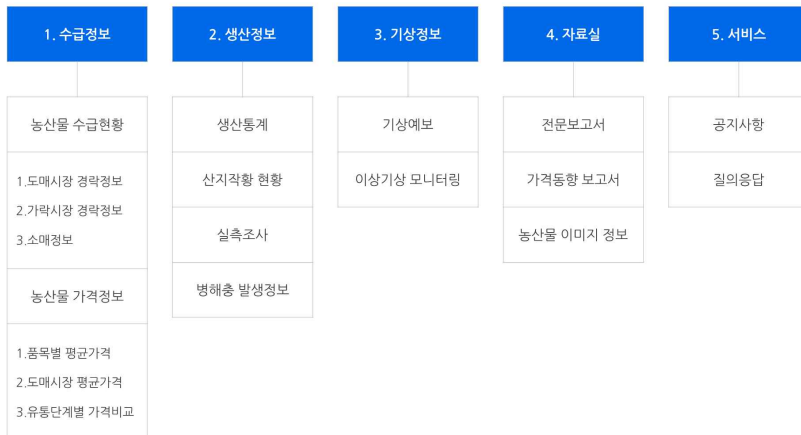 1. 수급정보
농산물 수급현황
1.도매시장 경락정보
2.가락시장 경락정보
3.소매정보
농산물 가격정보
1.품목별 평균가격
2.도매시장 평균가격
3.유통단계별 가격비교
2. 생산정보
생산통계
산지작황 현황
실측조사
병해충 발생정보
3. 기상정보
기상예보
이상기상 모니터링
4. 자료실
전문보고서
가격동향 보고서
농산물 이미지 정보
5. 서비스
공지사항
질의응답